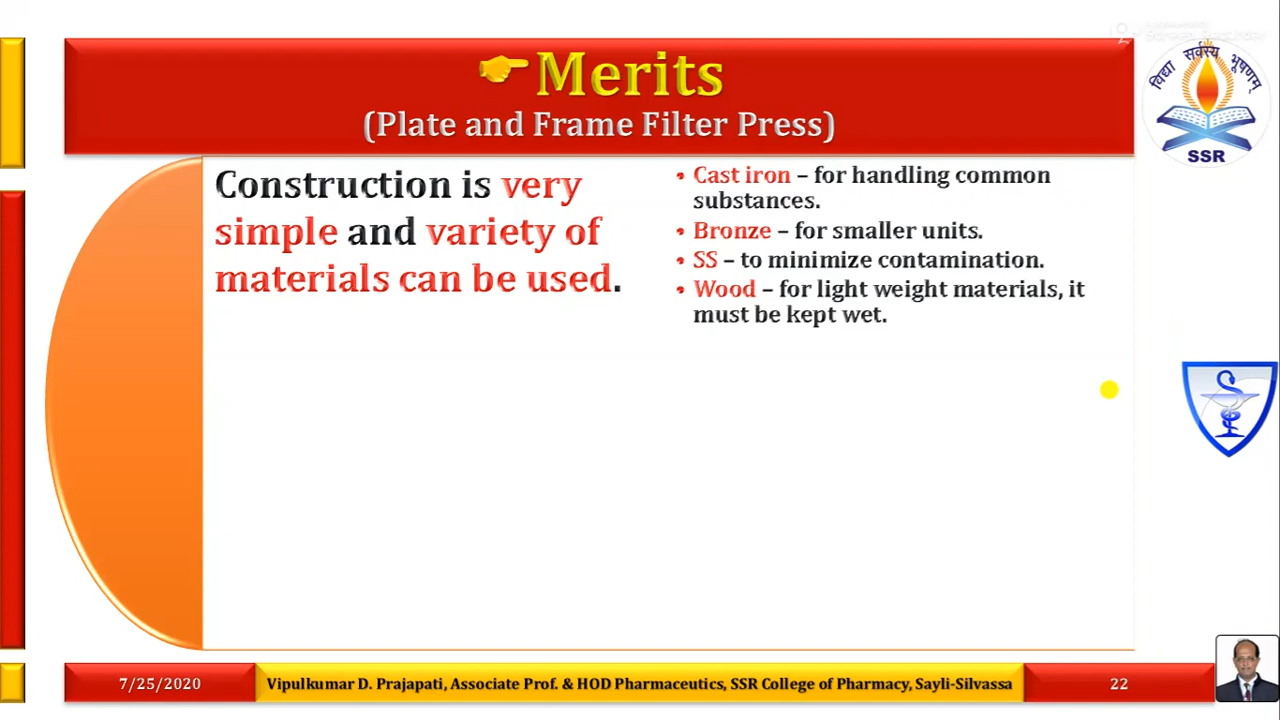 Merits
(Plate and Frame Filter Press)
विद्या सर्वस्य भूषणम्
SSR
Construction is very
simple and variety of
materials can be used.
• Cast iron – for handling common
substances.
• Bronze – for smaller units.
• SS – to minimize contamination.
• Wood – for light weight materials, it
must be kept wet.
7/25/2020
Vipulkumar D. Prajapati, Associate Prof. & HOD Pharmaceutics, SSR College of Pharmacy, Sayli-Silvassa
22